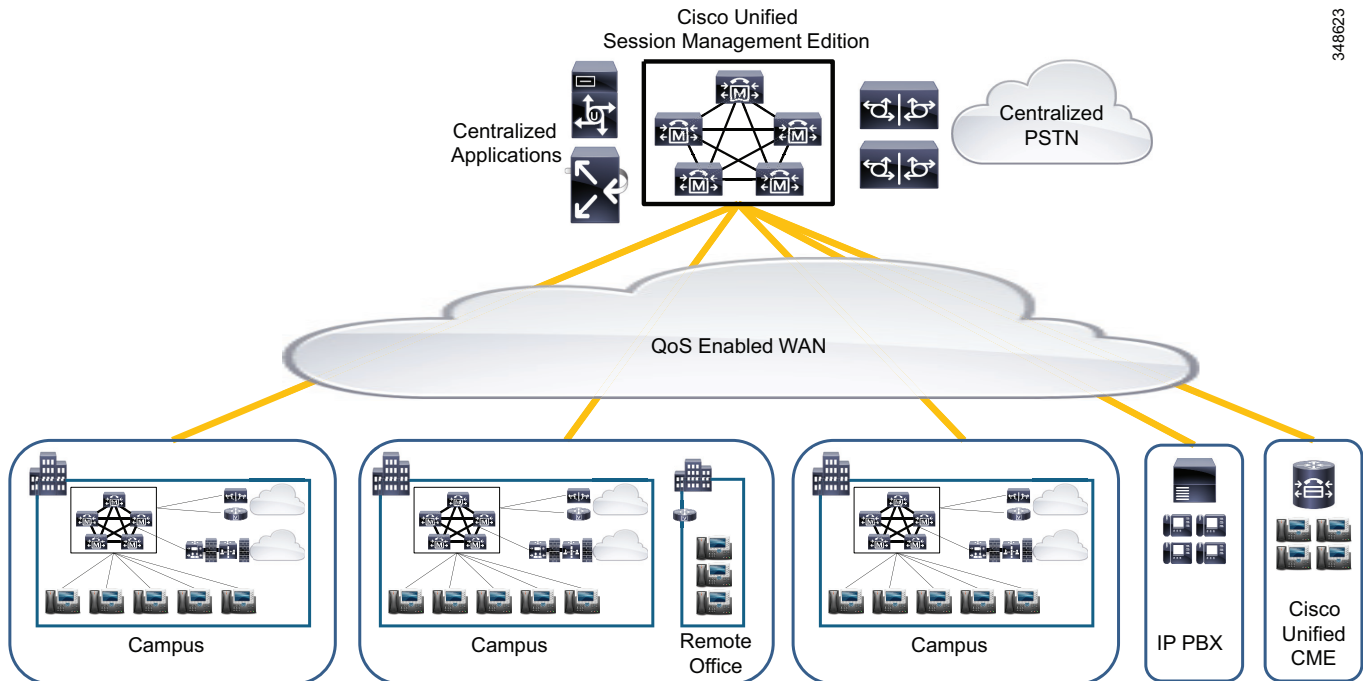 Cisco Unified
Session Management Edition
348623
Centralized
Applications
Centralized
PSTN
QoS Enabled WAN
Campus
Campus
Remote
Office
Campus
IP PBX
Cisco
Unified
CME
M
M
M
M
M
U